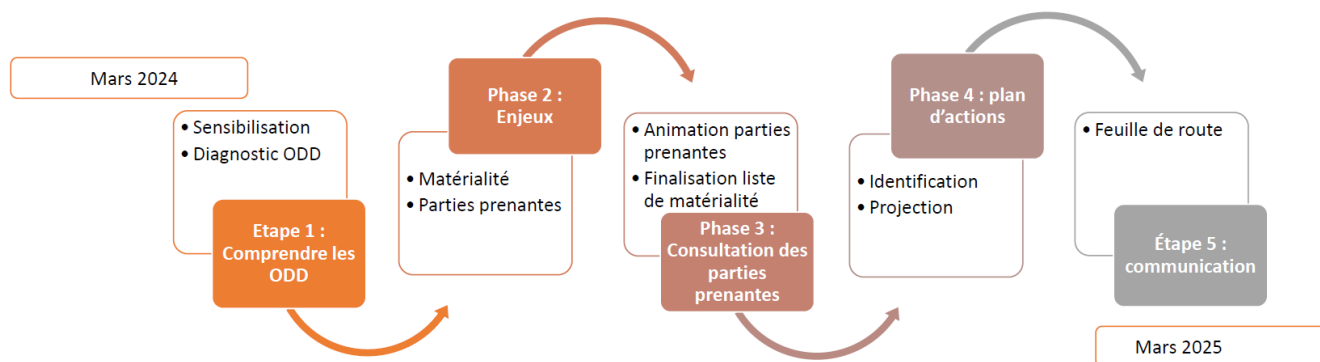 Mars 2024
• Sensibilisation
• Diagnostic ODD
Etape 1 :
Comprendre les
ODD
Phase 2 :
Enjeux
• Matérialité
• Parties prenantes
• Animation parties
prenantes
• Finalisation liste
de matérialité
Phase 3 :
Consultation des
parties
prenantes
Phase 4 : plan
d’actions
• Identification
• Projection
• Feuille de route
Étape 5 :
communication
Mars 2025